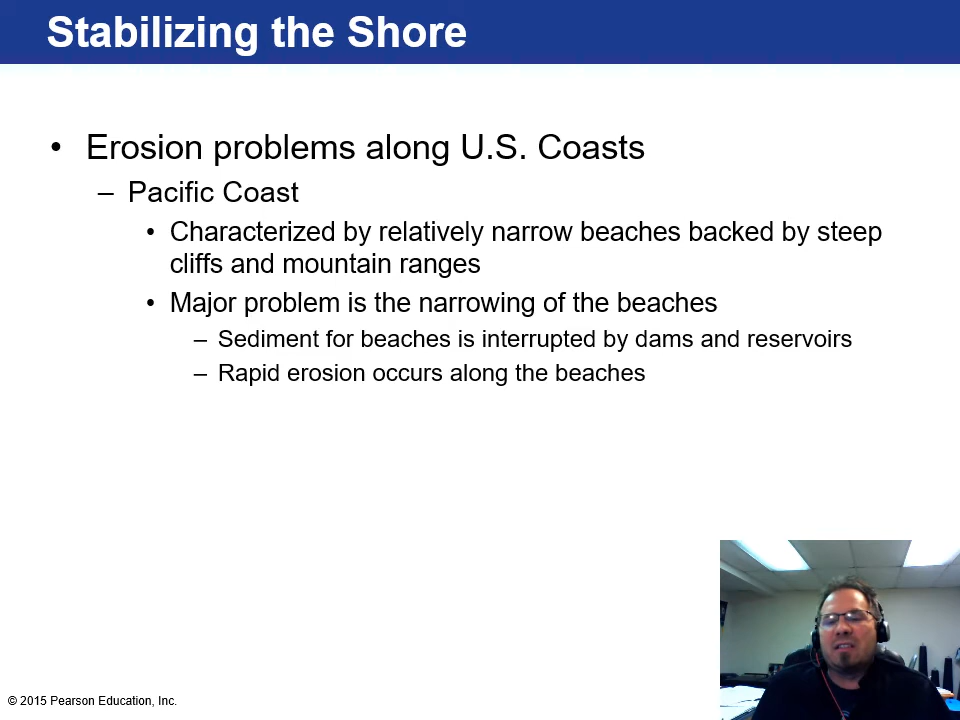 Stabilizing the Shore
• Erosion problems along U.S. Coasts
– Pacific Coast
• Characterized by relatively narrow beaches backed by steep
cliffs and mountain ranges
• Major problem is the narrowing of the beaches
– Sediment for beaches is interrupted by dams and reservoirs
– Rapid erosion occurs along the beaches
© 2015 Pearson Education, Inc.